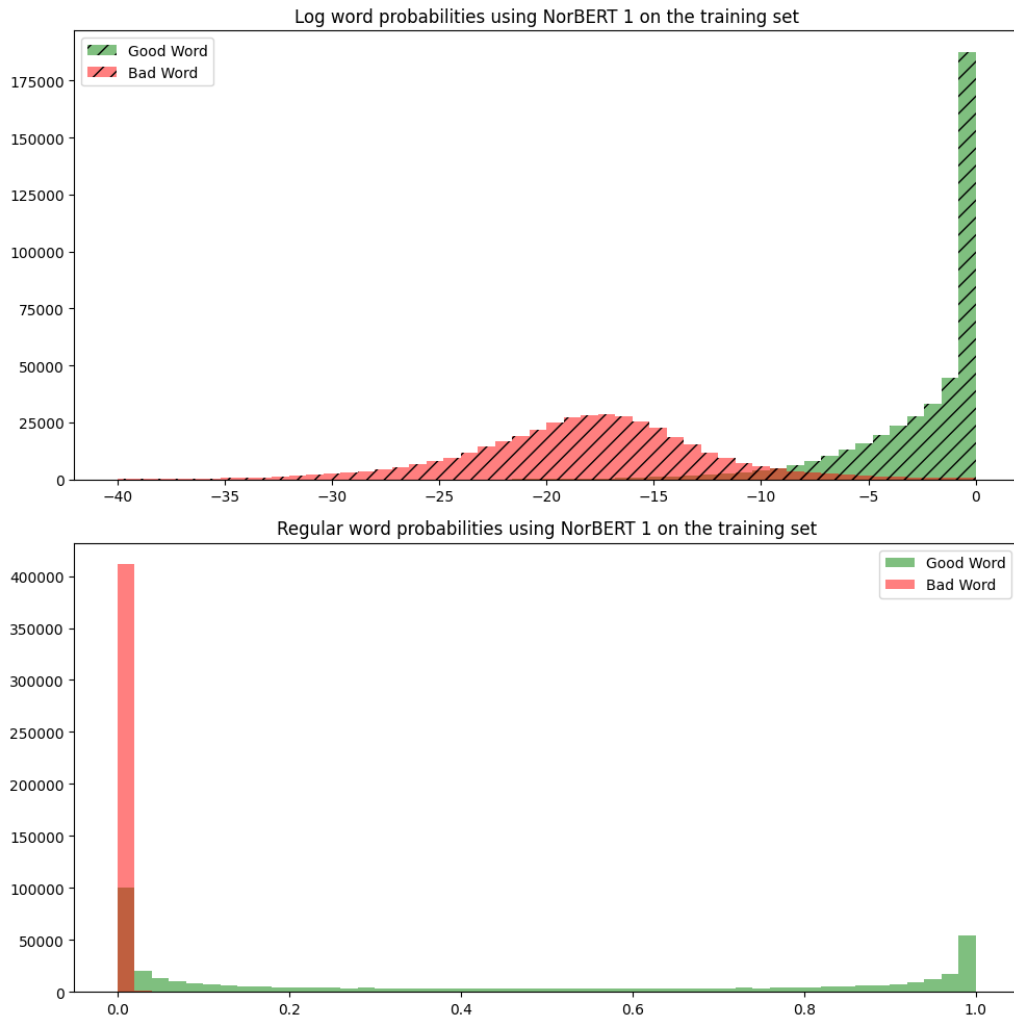 Log word probabilities using NorBERT 1 on the training set
Good Word
Bad Word
175000
150000
125000
100000
75000
50000
25000
0
−40 −35 −30 −25 −20 −15 −10 −5 0
Regular word probabilities using NorBERT 1 on the training set
Good Word
Bad Word
400000
350000
300000
250000
200000
150000
100000
50000
0
0.0 0.2 0.4 0.6 0.8 1.0